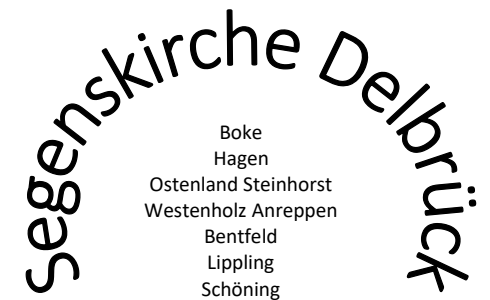 Segenskirche Delbrück
Boke
Hagen
Ostenland Steinhorst
Westenholz Anreppen
Bentfeld
Lippling
Schöning